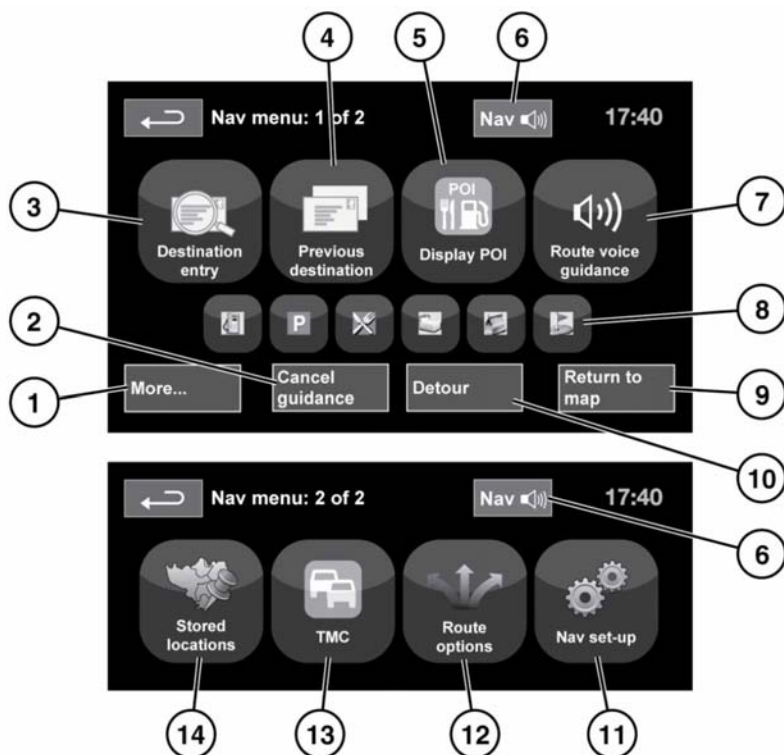 4
5
6
Nav menu: 1 of 2
Nav
17:40
3
Destination
entry
Previous
destination
POI
Display POI
Route voice
guidance
7
2
P
8
1
More...
Cancel
guidance
Detour
Return to
map
9
10
Nav menu: 2 of 2
Nav
17:40
6
Stored
locations
TMC
Route
options
Nav set-up
14
13
12
11